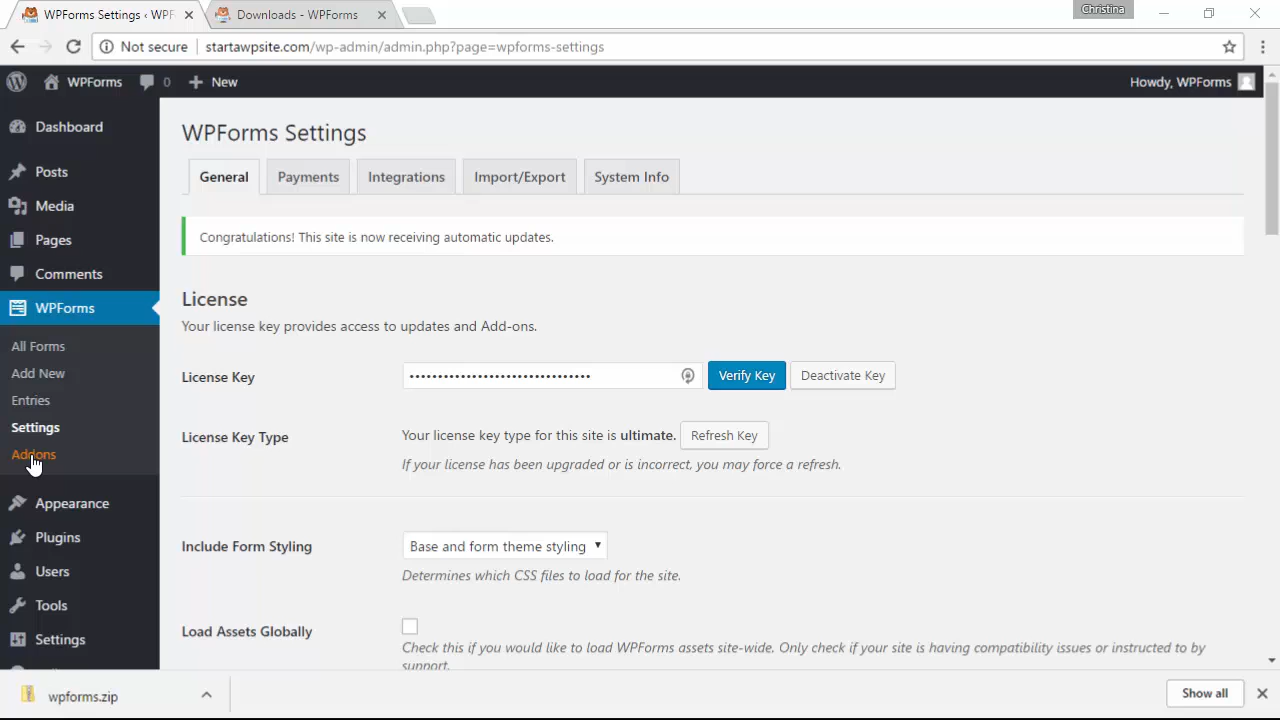 WPForms Settings ‹ WPF
Downloads - WPForms
Christina
Not secure
startawpsite.com/wp-admin/admin.php?page=wpforms-settings
WPForms
0
New
Howdy, WPForms
Dashboard
Posts
Media
Pages
Comments
WPForms
All Forms
Add New
Entries
Settings
Addons
Appearance
Plugins
Users
Tools
Settings
WPForms Settings
General
Payments
Integrations
Import/Export
System Info
Congratulations! This site is now receiving automatic updates.
License
Your license key provides access to updates and Add-ons.
License Key
•••••••••••••••••••••••••••••••• Verify Key Deactivate Key
License Key Type
Your license key type for this site is ultimate. Refresh Key
If your license has been upgraded or is incorrect, you may force a refresh.
Include Form Styling
Base and form theme styling
Determines which CSS files to load for the site.
Load Assets Globally
Check this if you would like to load WPForms assets site-wide. Only check if your site is having compatibility issues or instructed to by
support.
wpforms.zip
Show all